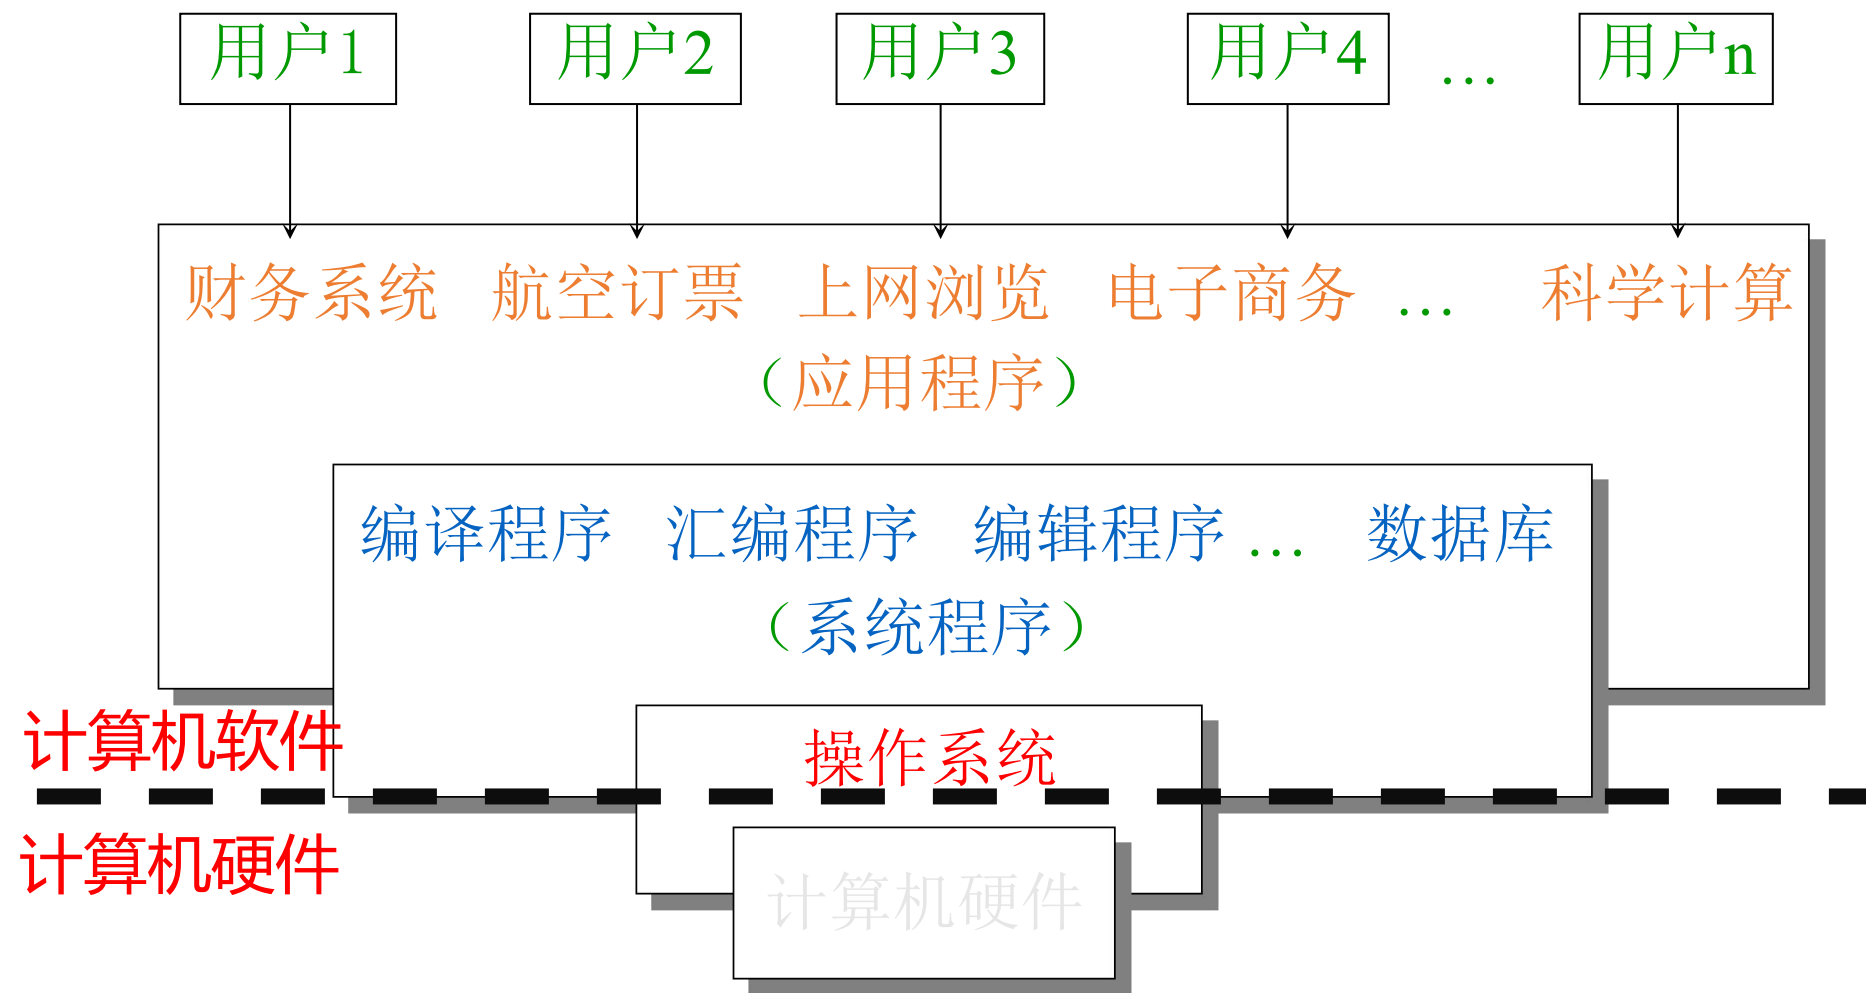 用户1 用户2 用户3 用户4 … 用户n
财务系统 航空订票 上网浏览 电子商务 … 科学计算
（应用程序）
编译程序 汇编程序 编辑程序 … 数据库
（系统程序）
计算机软件
操作系统
计算机硬件
计算机硬件